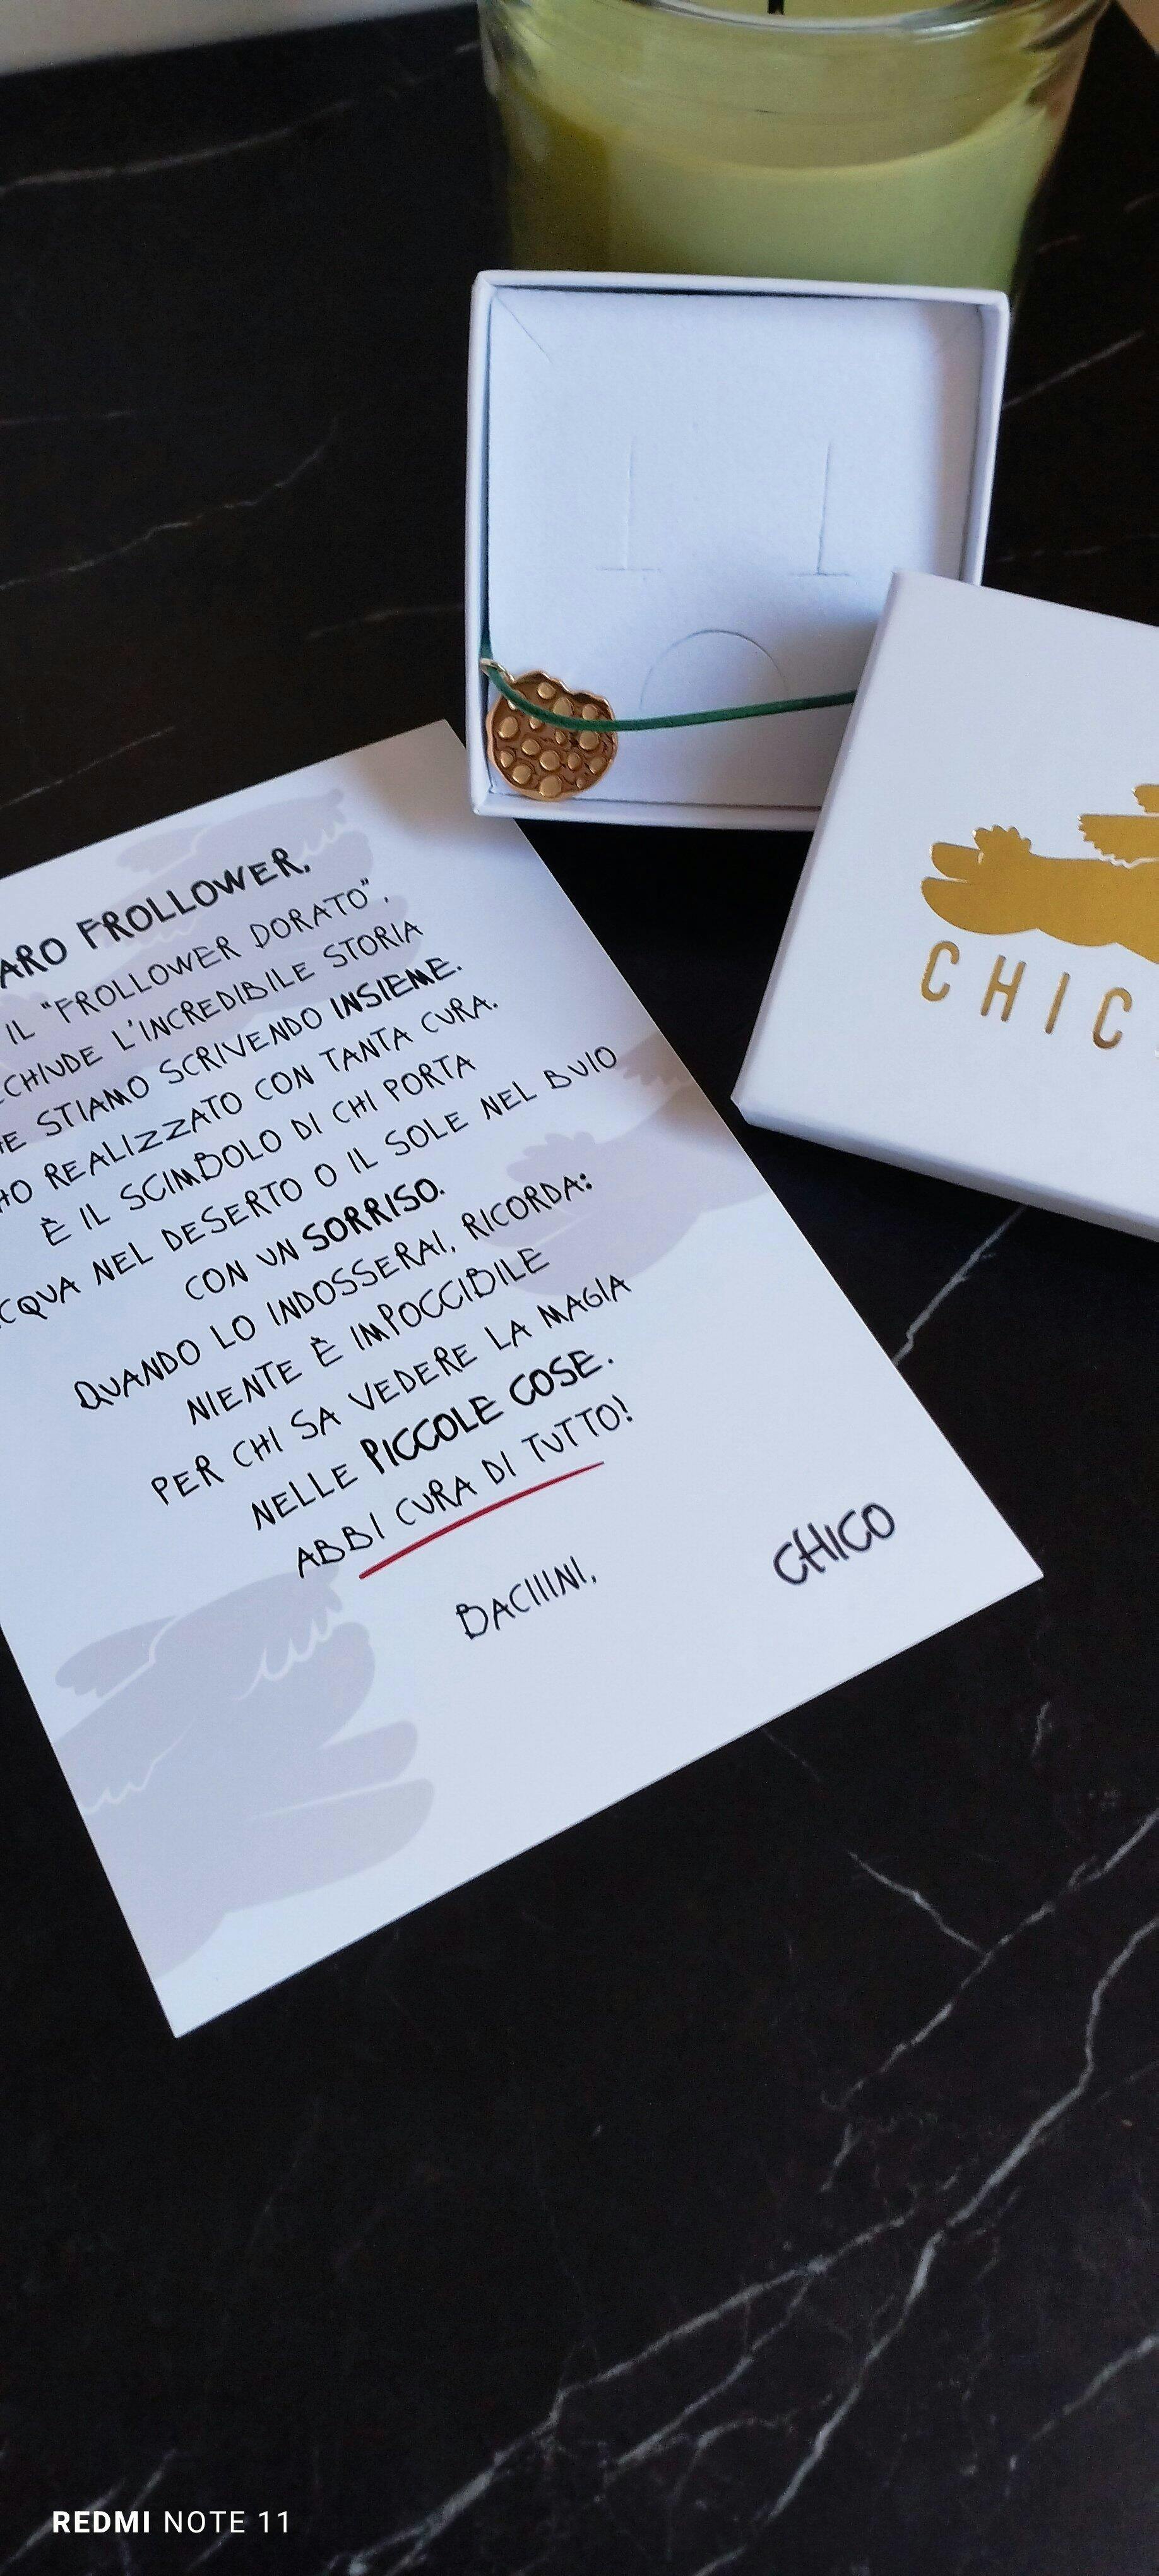 CHIC
ARO FROLLOWER,
IL "FROLLOWER DORATO".
CCHIUDE L'INCREDIBILE STORIA
HE STIAMO SCRIVENDO INSIEME.
HO REALIZZATO CON TANTA CURA.
È IL SCIMBOLO DI CHI PORTA
CQUA NEL DESERTO O IL SOLE NEL BUIO
CON UN SORRISO.
QUANDO LO INDOSSERAI, RICORDA:
NIENTE È IMPOCCIBILE
PER CHI SA VEDERE LA MAGIA
NELLE PICCOLE COSE.
ABBI CURA DI TUTTO!
BACIIINI,
CHICO
REDMI NOTE 11